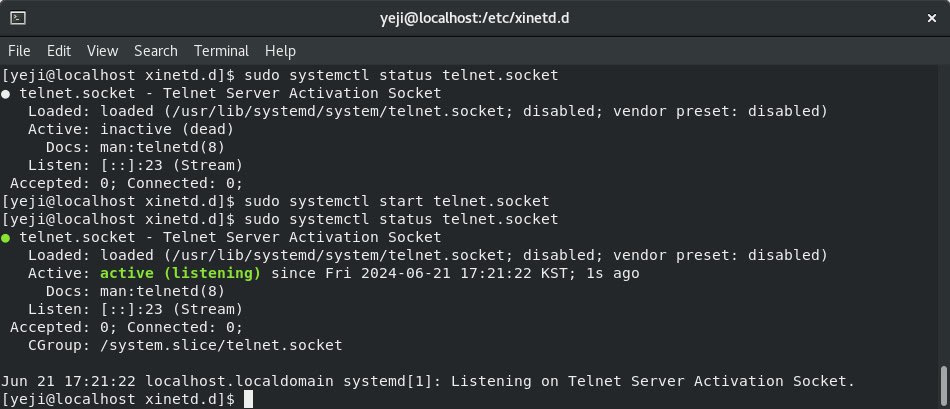 yeji@localhost:/etc/xinetd.d
File Edit View Search Terminal Help
[yeji@localhost xinetd.d]$ sudo systemctl status telnet.socket
● telnet.socket - Telnet Server Activation Socket
   Loaded: loaded (/usr/lib/systemd/system/telnet.socket; disabled; vendor preset: disabled)
   Active: inactive (dead)
     Docs: man:telnetd(8)
   Listen: [::]:23 (Stream)
 Accepted: 0; Connected: 0;
[yeji@localhost xinetd.d]$ sudo systemctl start telnet.socket
[yeji@localhost xinetd.d]$ sudo systemctl status telnet.socket
● telnet.socket - Telnet Server Activation Socket
   Loaded: loaded (/usr/lib/systemd/system/telnet.socket; disabled; vendor preset: disabled)
   Active: active (listening) since Fri 2024-06-21 17:21:22 KST; 1s ago
     Docs: man:telnetd(8)
   Listen: [::]:23 (Stream)
 Accepted: 0; Connected: 0;
   CGroup: /system.slice/telnet.socket

Jun 21 17:21:22 localhost.localdomain systemd[1]: Listening on Telnet Server Activation Socket.
[yeji@localhost xinetd.d]$